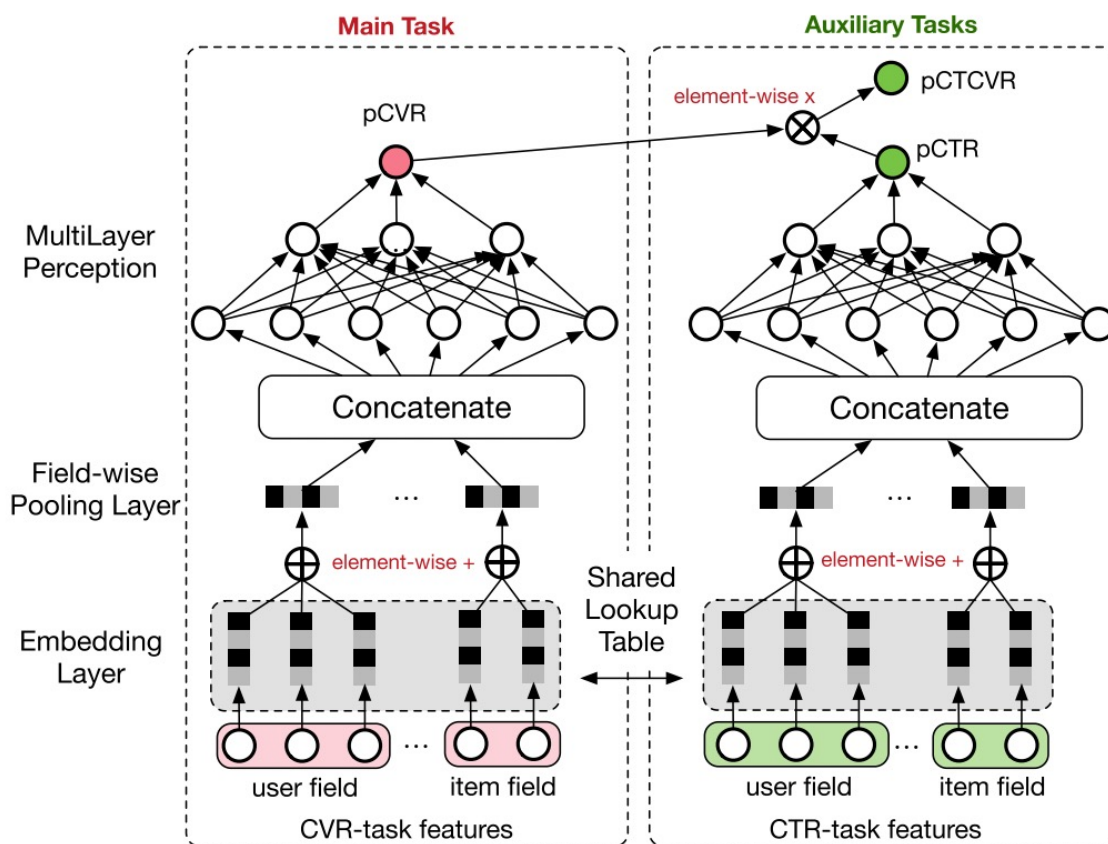 Main Task
Auxiliary Tasks
pCTCVR
element-wise x
pCVR
pCTR
MultiLayer
Perception
...
Concatenate
Concatenate
Field-wise
Pooling Layer
...
...
element-wise +
element-wise +
Shared
Lookup
Table
Embedding
Layer
...
...
user field
item field
user field
item field
CVR-task features
CTR-task features